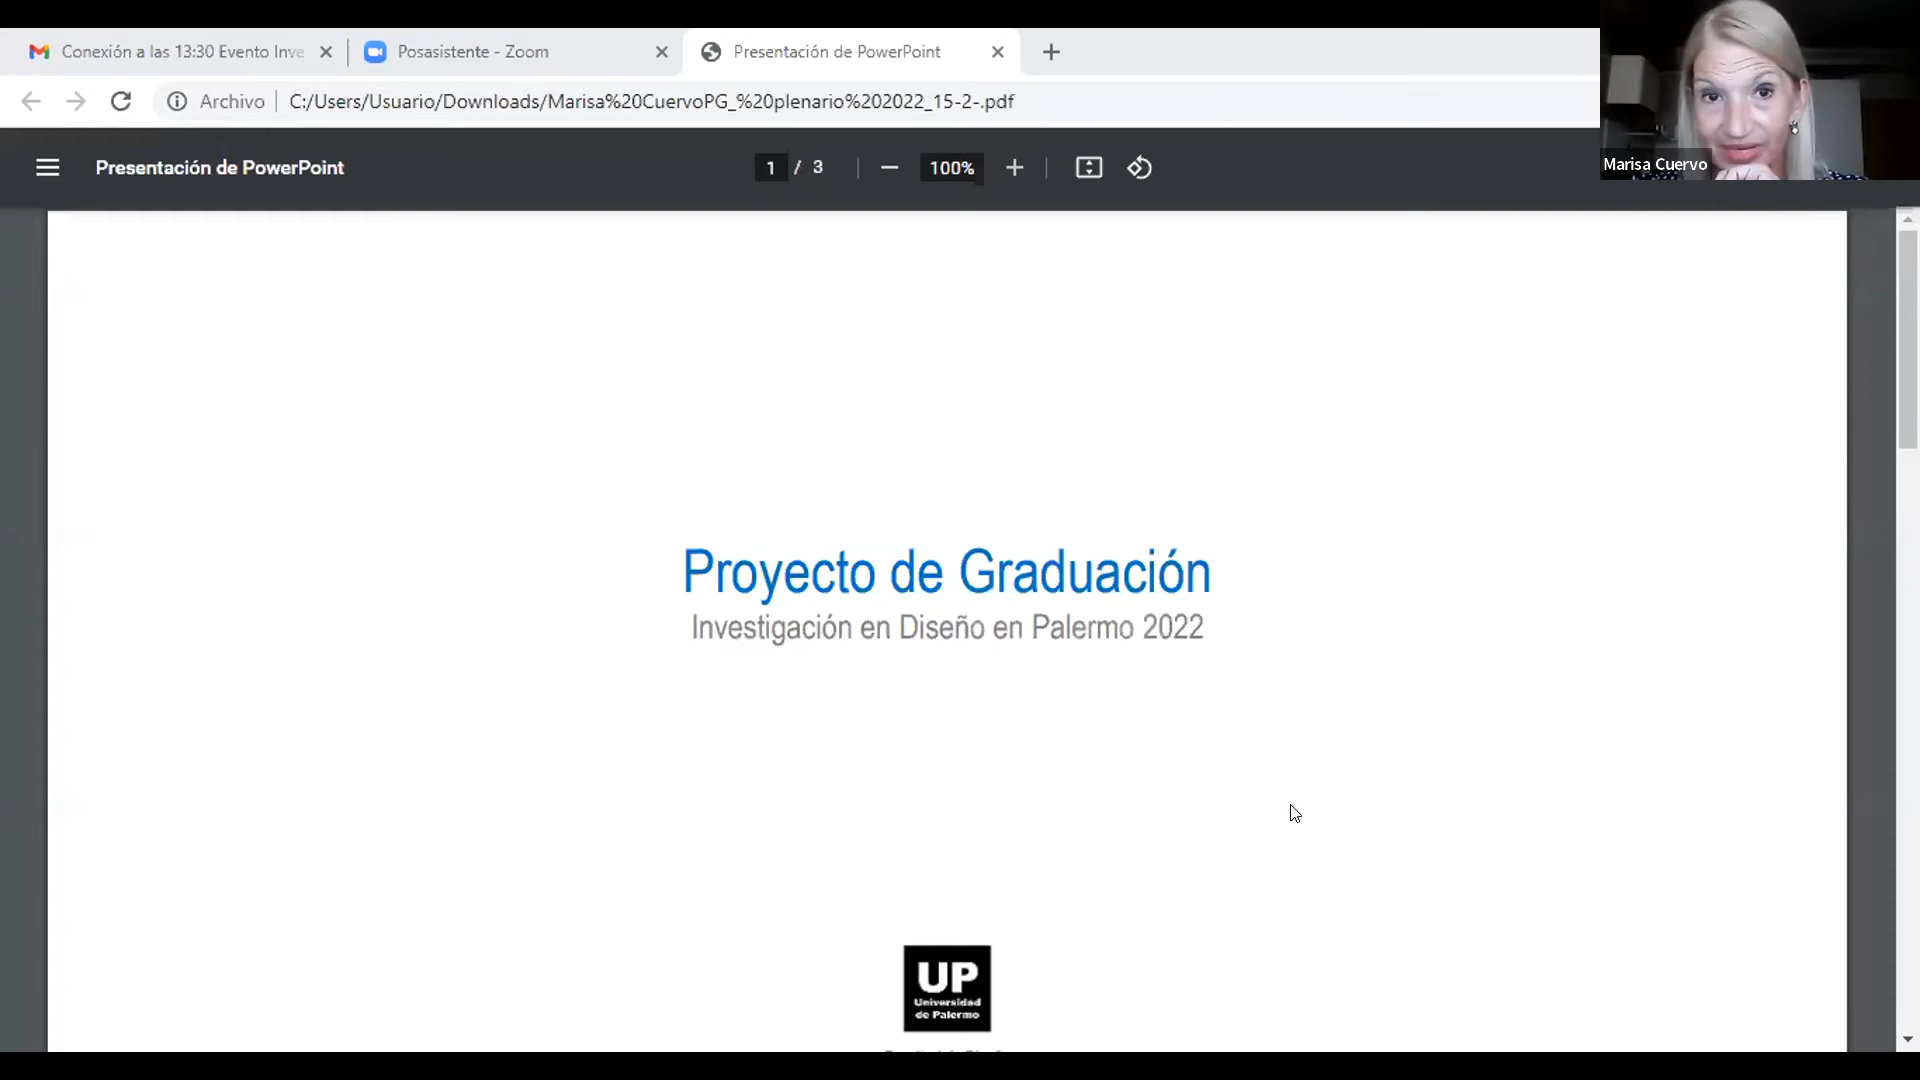 Conexión a las 13:30 Evento Inve
Posasistente - Zoom
Presentación de PowerPoint
Archivo
C:/Users/Usuario/Downloads/Marisa%20CuervoPG_%20plenario%202022_15-2-.pdf
Marisa Cuervo
Presentación de PowerPoint
1 / 3
100%
Proyecto de Graduación
Investigación en Diseño en Palermo 2022
UP
Universidad
de Palermo